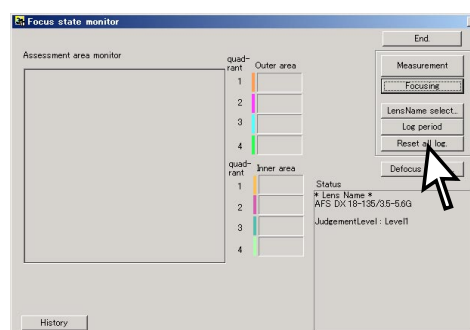 Focus state monitor
End.
Assessment area monitor
quad-
rant
Outer area
1
2
3
4
quad-
rant
Inner area
1
2
3
4
Measurement
Focusing
LensName select..
Log period
Reset all log.
Defocus
Status
* Lens Name *
AFS DX 18-135/3.5-5.6G
JudgementLevel : Level1
History